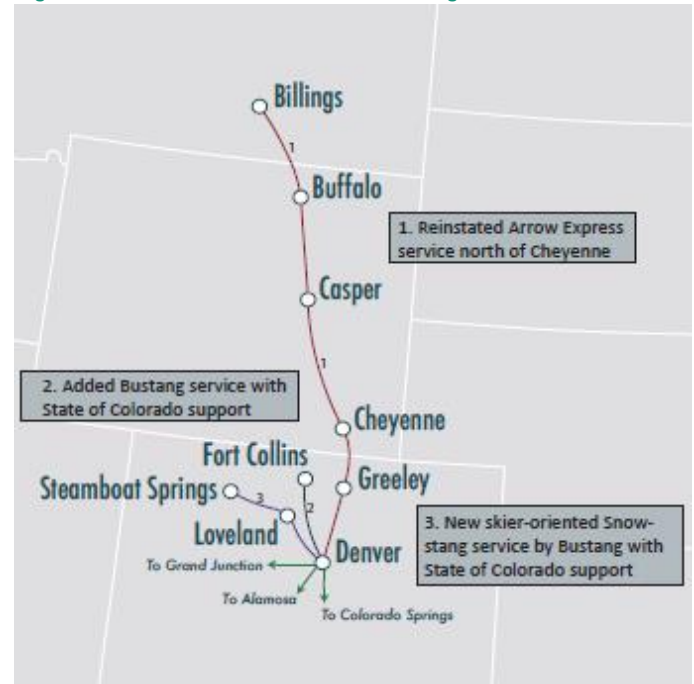 Billings
1
Buffalo
1. Reinstated Arrow Express
service north of Cheyenne
Casper
1
2. Added Bustang service with
State of Colorado support
Cheyenne
Fort Collins
Steamboat Springs
3
2
Greeley
Loveland
3. New skier-oriented Snow-
stang service by Bustang with
State of Colorado support
Denver
To Grand Junction
To Alamosa
To Colorado Springs